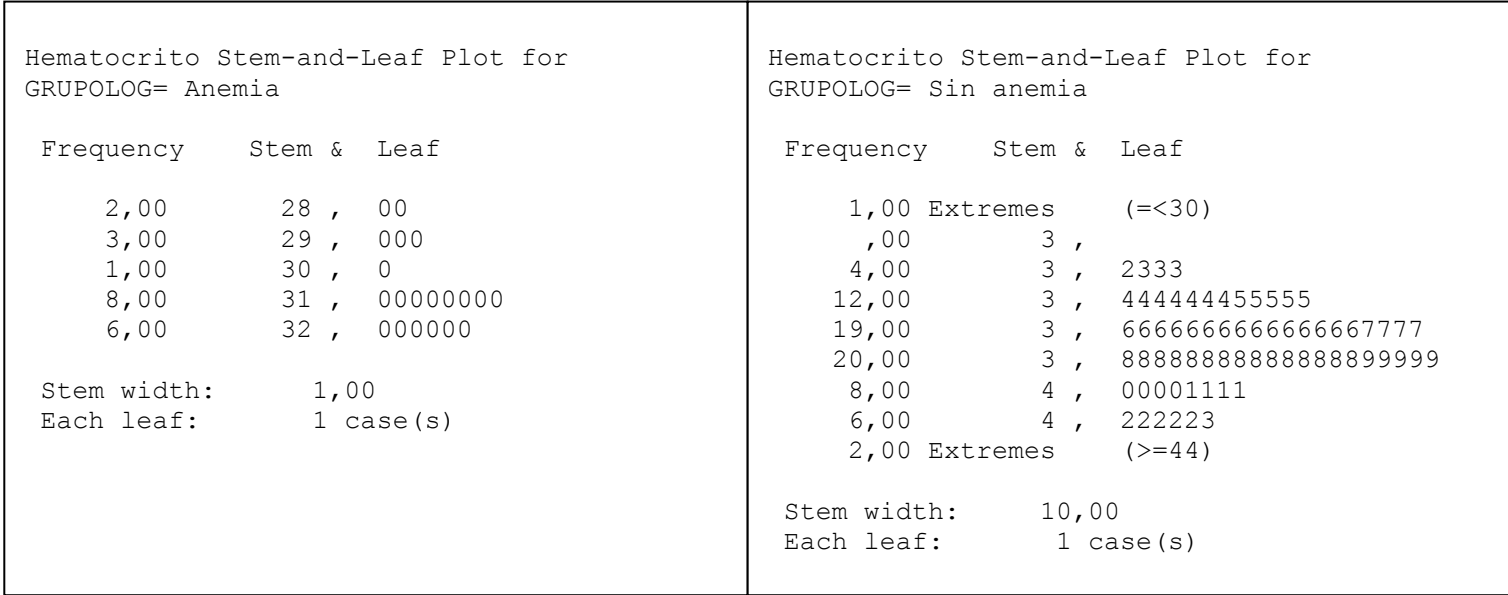 Hematocrito Stem-and-Leaf Plot for
GRUPOLOG= Anemia
Frequency Stem & Leaf
2,00 28 , 00
3,00 29 , 000
1,00 30 , 0
8,00 31 , 00000000
6,00 32 , 000000
Stem width: 1,00
Each leaf: 1 case(s)
Hematocrito Stem-and-Leaf Plot for
GRUPOLOG= Sin anemia
Frequency Stem & Leaf
1,00 Extremes (=<30)
,00 3 ,
4,00 3 , 2333
12,00 3 , 444444455555
19,00 3 , 6666666666666667777
20,00 3 , 88888888888888899999
8,00 4 , 00001111
6,00 4 , 222223
2,00 Extremes (>=44)
Stem width: 10,00
Each leaf: 1 case(s)